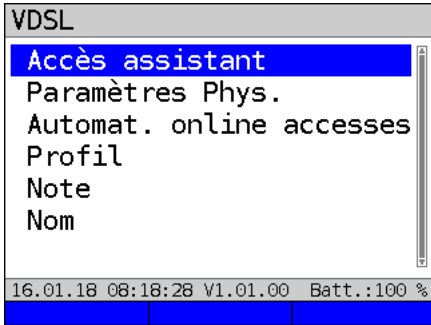 VDSL
Accès assistant
Paramètres Phys.
Automat. online accesses
Profil
Note
Nom
16.01.18 08:18:28 V1.01.00 Batt.:100 %